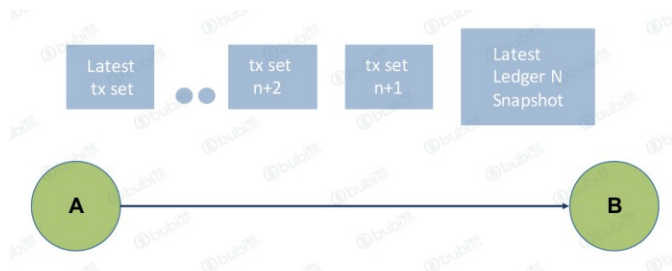 Latest
tx set
tx set
n+2
tx set
n+1
Latest
Ledger N
Snapshot
A
B